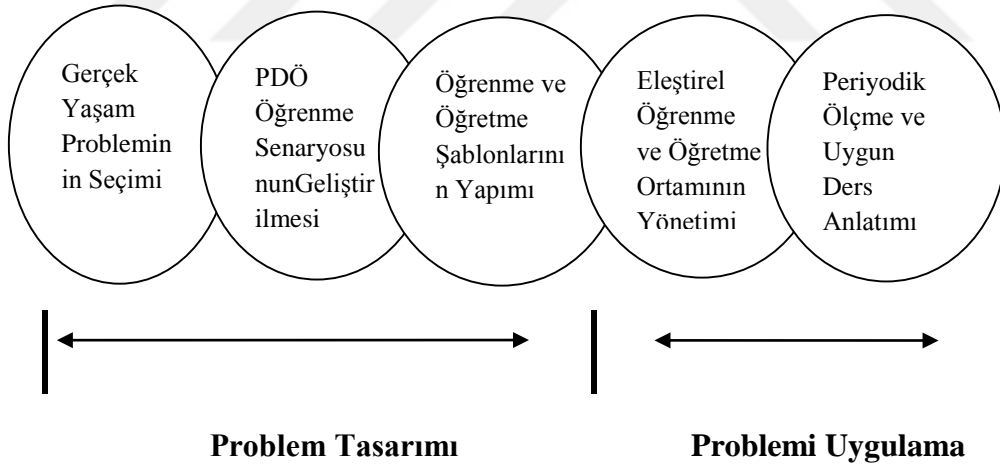 Gerçek
Yaşam
Problemin
in Seçimi
PDÖ
Öğrenme
Senaryosu
nunGeliştir
ilmesi
Öğrenme ve
Öğretme
Şablonlarını
n Yapımı
Eleştirel
Öğrenme
ve Öğretme
Ortamının
Yönetimi
Periyodik
Ölçme ve
Uygun
Ders
Anlatımı
Problem Tasarımı
Problemi Uygulama